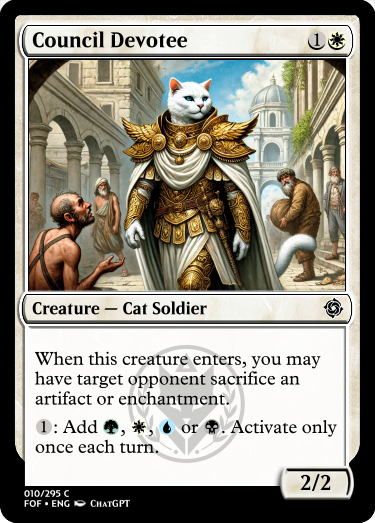 Council Devotee 1
Creature — Cat Soldier
When this creature enters, you may
have target opponent sacrifice an
artifact or enchantment.
1: Add , , or . Activate only
once each turn.
2/2
010/295 C
FOF • ENG ChatGPT